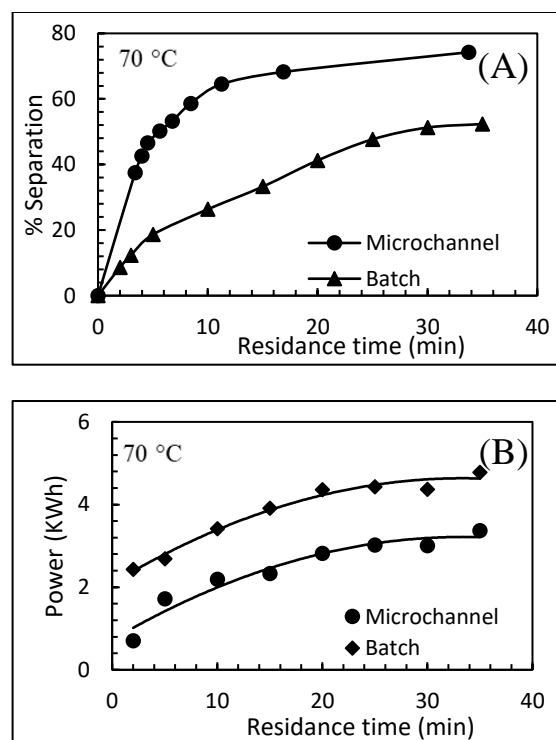 80
70 °C
(A)
60
% Separation
40
20
Microchannel
Batch
0
0 10 20 30 40
Residance time (min)
6
70 °C
(B)
4
Power (KWh)
2
Microchannel
Batch
0
0 10 20 30 40
Residance time (min)